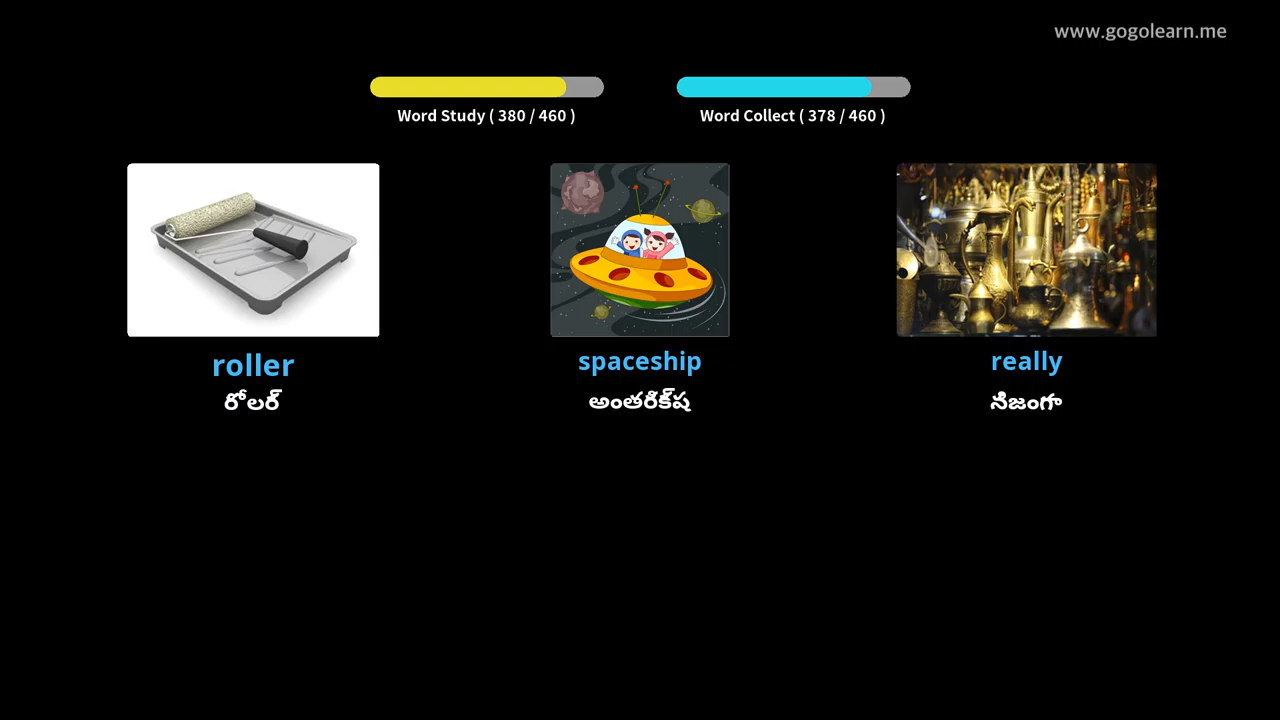 www.gogolearn.me
Word Study ( 380 / 460 )
Word Collect ( 378 / 460 )
roller
spaceship
really
రోలర్
అంతరిక్ష
నిజంగా